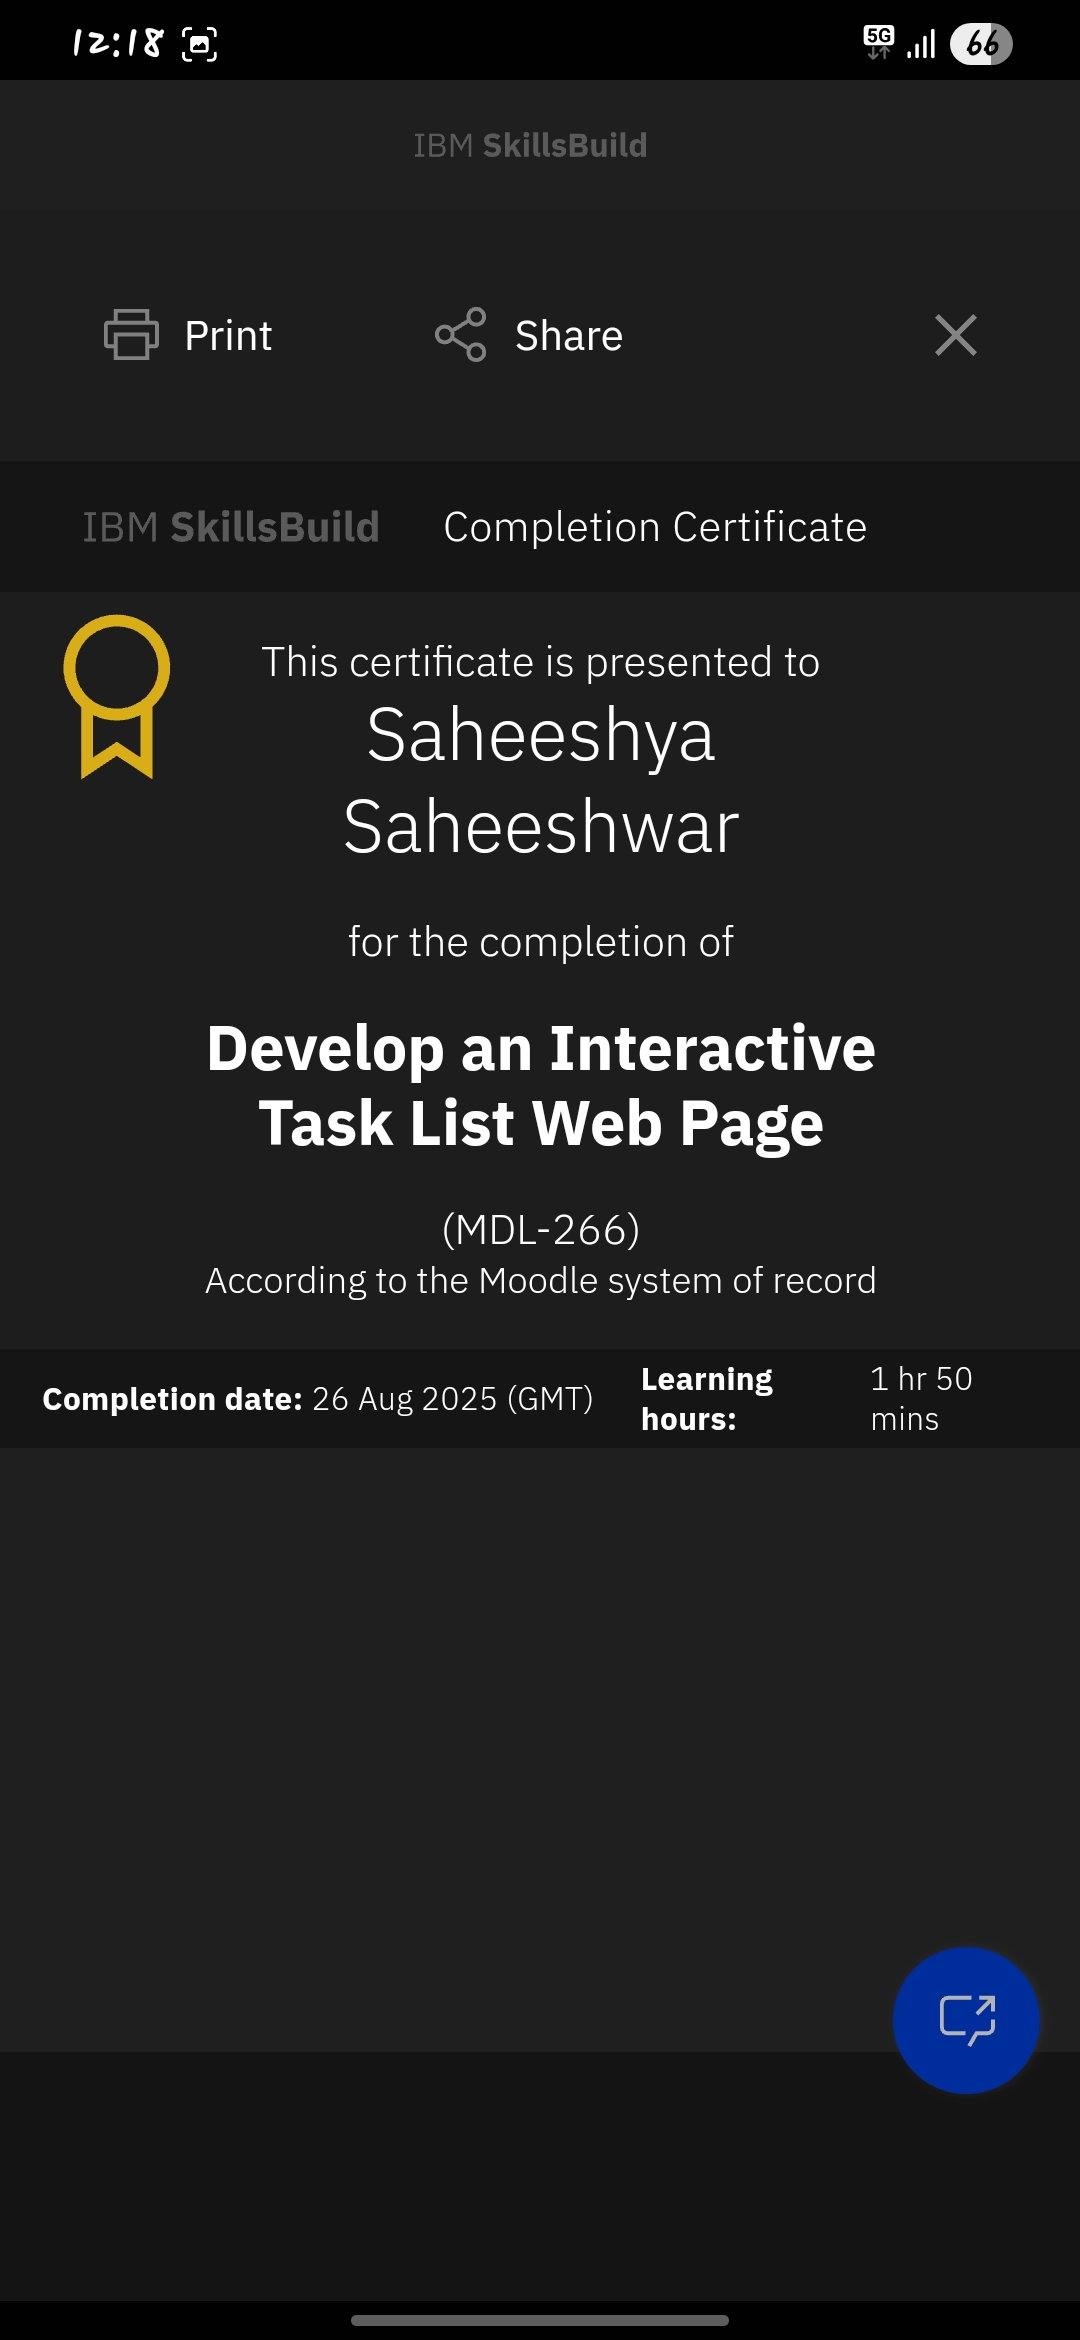 12:18
5G
66
IBM SkillsBuild
Print
Share
IBM SkillsBuild
Completion Certificate
This certificate is presented to
Saheeshya
Saheeshwar
for the completion of
Develop an Interactive
Task List Web Page
(MDL-266)
According to the Moodle system of record
Completion date: 26 Aug 2025 (GMT)
Learning
hours:
1 hr 50
mins